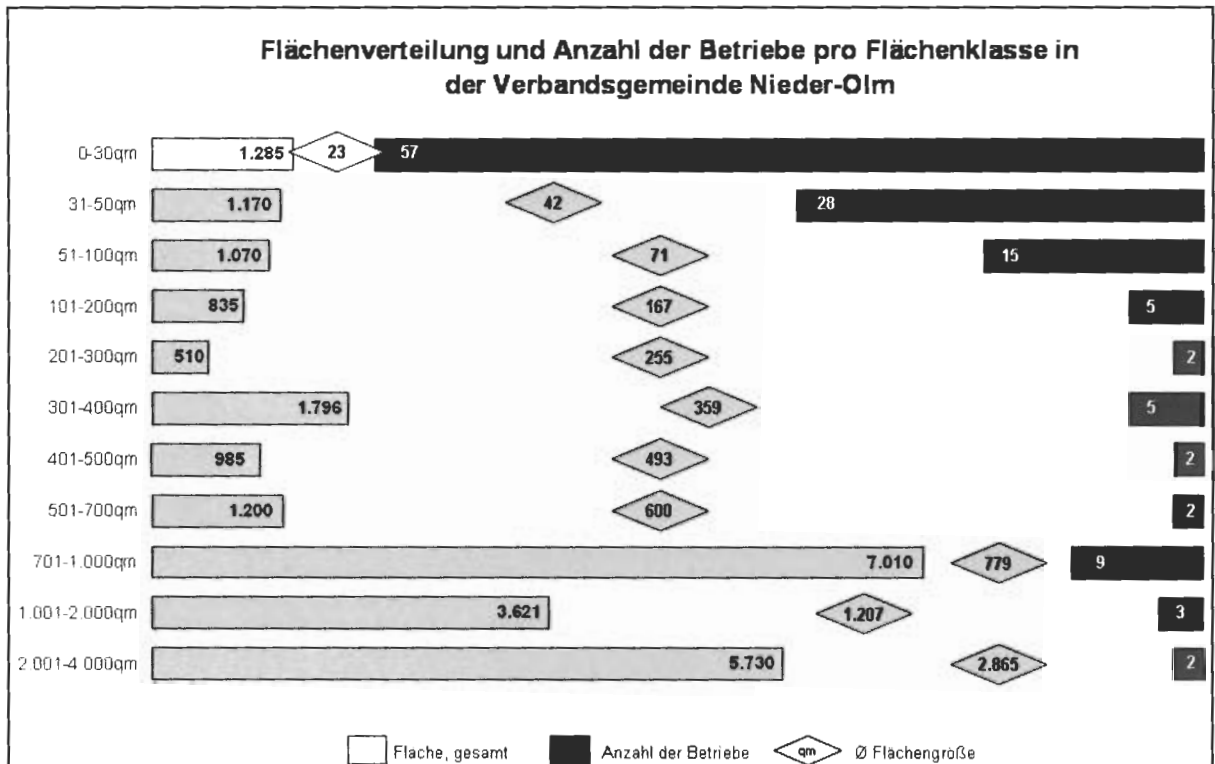 Flächenverteilung und Anzahl der Betriebe pro Flächenklasse in
der Verbandsgemeinde Nieder-Olm
0-30qm 1.285 23 57
31-50qm 1.170 42 28
51-100qm 1.070 71 15
101-200qm 835 167 5
201-300qm 510 255 2
301-400qm 1.796 359 5
401-500qm 985 493 2
501-700qm 1.200 600 2
701-1.000qm 7.010 779 9
1.001-2.000qm 3.621 1.207 3
2 001-4 000qm 5.730 2.865 2
Flache, gesamt Anzahl der Betriebe qm Ø Flächengröße